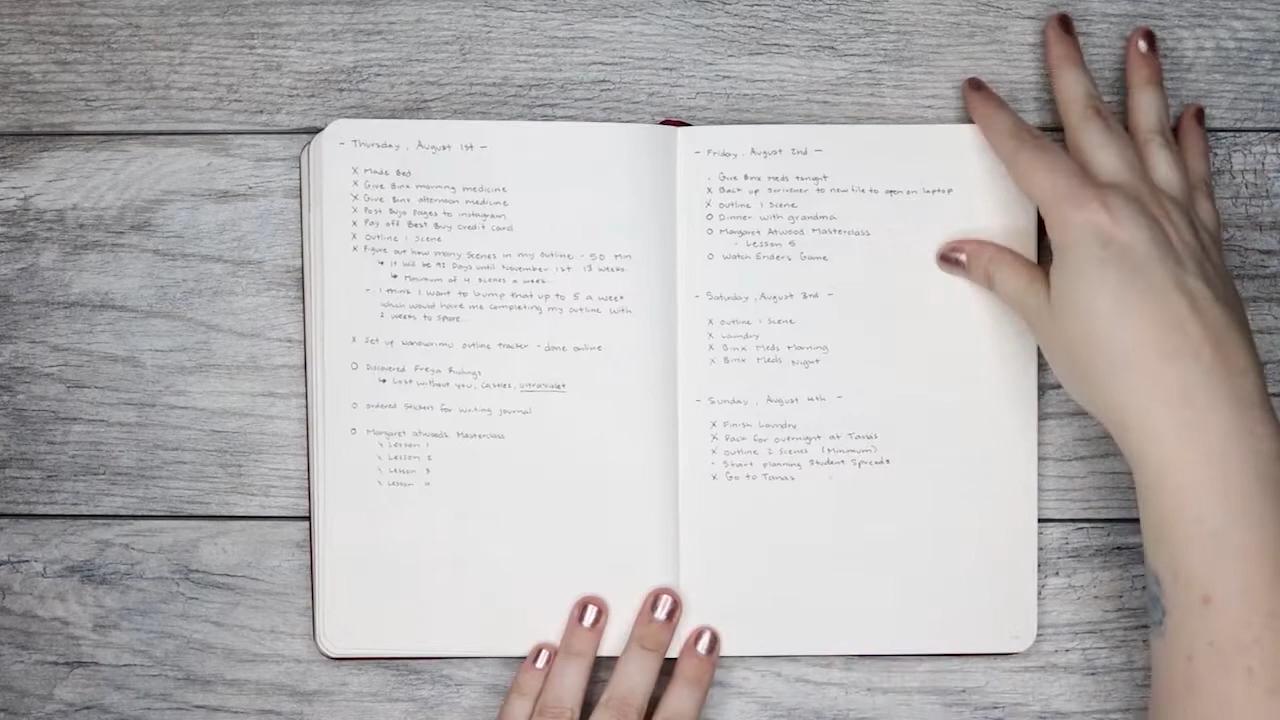 - Thursday, August 1st -
X Made Bed
X Give Binx morning medicine
X Give Binx afternoon medicine
X Post Bujo pages to instagram
X Pay off Best Buy credit card
X Outline 1 Scene
X Figure out how many scenes in my outline. - 50 min
↳ It will be 92 Days until November 1st 13 weeks.
↳ Minimum of 4 scenes a week.
- I think I want to bump that up to 5 a week
which would have me completing my outline with
2 weeks to spare.
X Set up nanowrimo outline tracker - done online
O Discovered Freya Ridings
↳ Lost without you, Castles, Ultraviolet
O ordered Stickers for writing journal
O Margaret Atwoods Masterclass
Lesson 1
Lesson 2
Lesson 3
Lesson 4
- Friday, August 2nd -
. Give Binx Meds tonight
X Back up Scrivener to new file to open on laptop
X outline 1 Scene
O Dinner with grandma
O Margaret Atwood Masterclass
- Lesson 5
O Watch Enders Game
- Saturday, August 3rd -
X outline 1 Scene
X Laundry
X Binx Meds Morning
X Binx Meds Night
- Sunday, August 4th -
X Finish Laundry
X Pack for overnight at Tanas
X outline 2 Scenes (Minimum)
- Start planning Student Spreads
X Go to Tanas